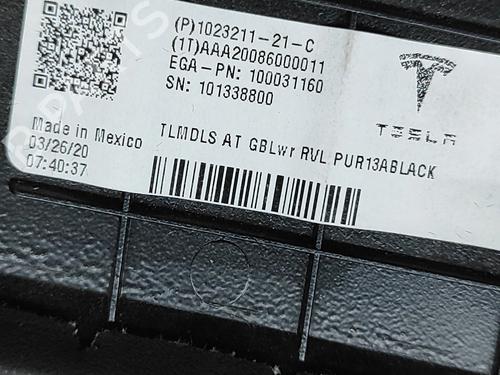 (P)1023211-21-C
(1T)AAA20086000011
EGA-PN: 100031160
SN: 101338800
TESLA
Made in Mexico
03/26/20
07:40:37
TLMDLS AT GBLwr RVL PUR13ABLACK